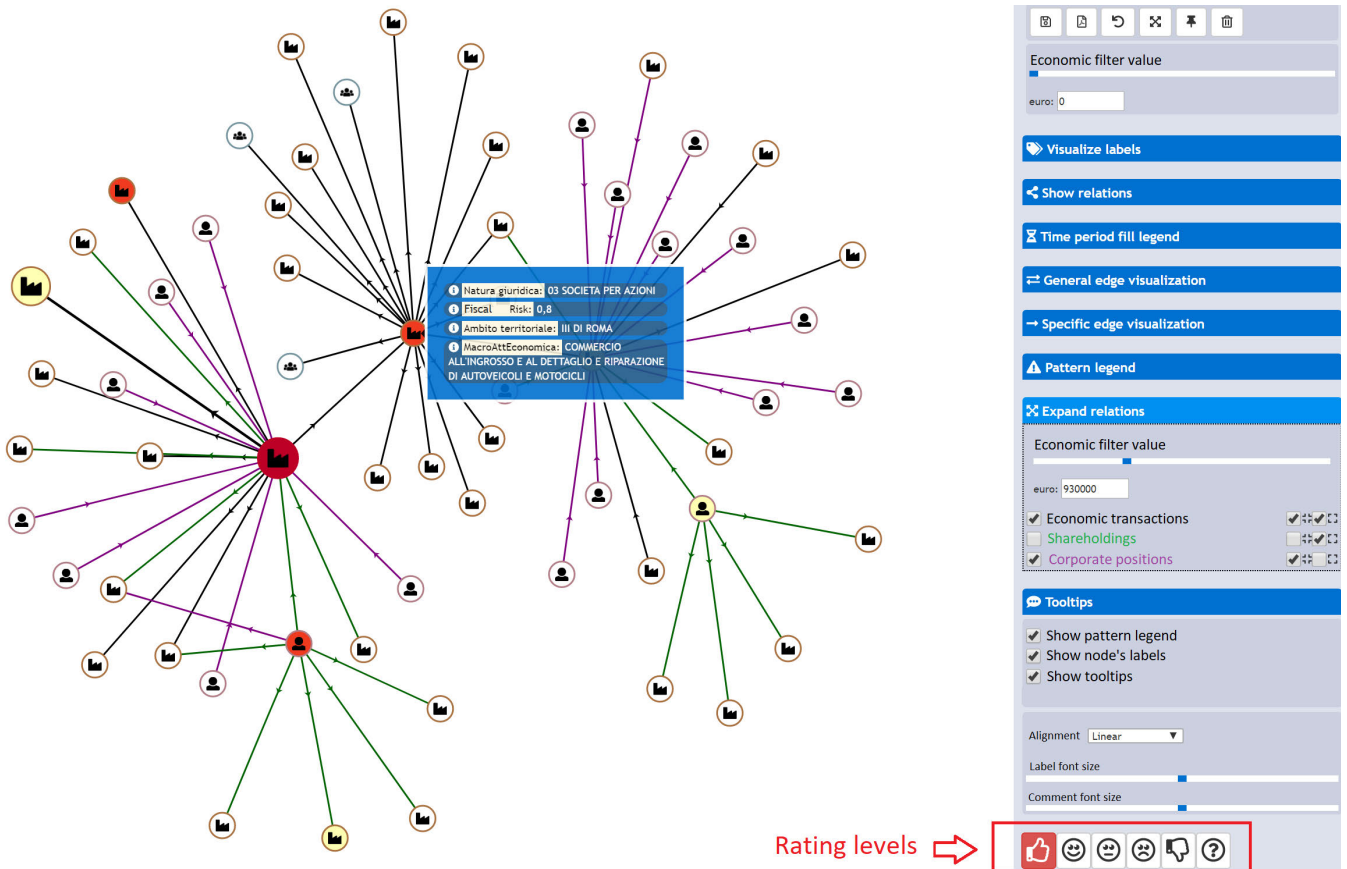 Economic filter value
euro: 0
Visualize labels
Show relations
Time period fill legend
General edge visualization
Specific edge visualization
Pattern legend
Expand relations
Economic filter value
euro: 930000
Economic transactions
Shareholdings
Corporate positions
Tooltips
Show pattern legend
Show node's labels
Show tooltips
Alignment Linear
Label font size
Comment font size
Natura giuridica: 03 SOCIETA PER AZIONI
Fiscal Risk: 0,8
Ambito territoriale: III DI ROMA
MacroAttEconomica: COMMERCIO
ALL'INGROSSO E AL DETTAGLIO E RIPARAZIONE
DI AUTOVEICOLI E MOTOCICLI
Rating levels